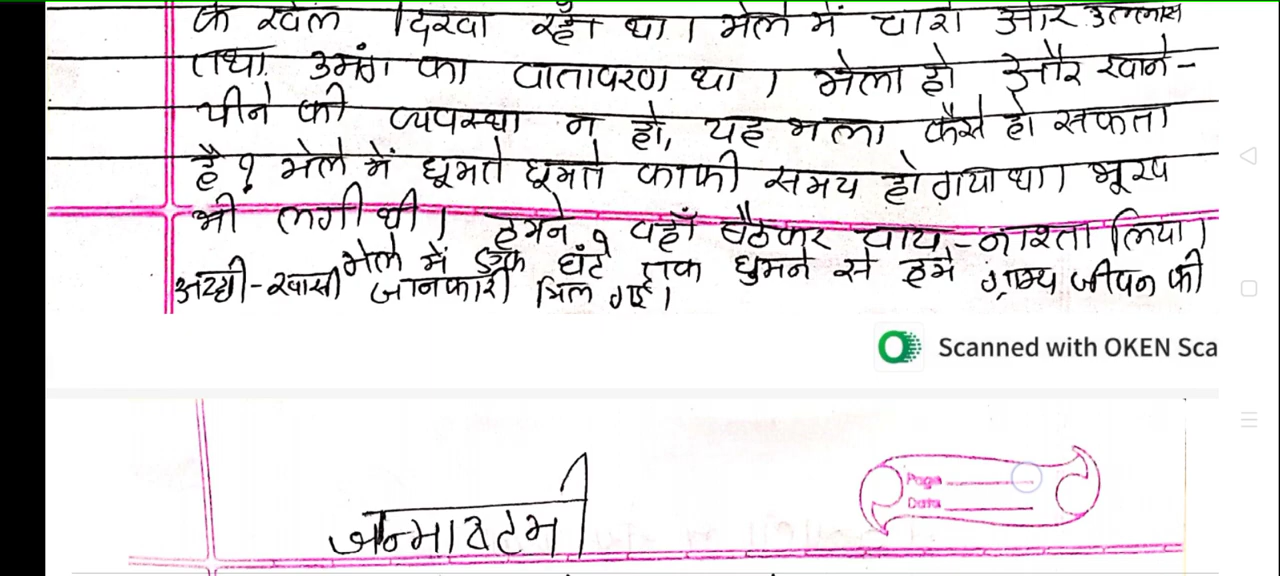 के खेल दिखा रहा था। मेले में चारों ओर उल्लास
तथा उमंग का वातावरण था। मेला हो और खाने-
पीने की व्यवस्था न हो, यह भला कैसे हो सकता
है? मेले में घूमते घूमते काफी समय हो गया था। भूख
भी लगी थी। हमने वहाँ बैठकर चाय-नाश्ता लिया।
मेले में एक घंटे तक घुमने से हमे ग्राम्य जीवन की
अच्छी-खासी जानकारी मिल गई।
Scanned with OKEN Sca
Page
Data
जन्माष्टमी